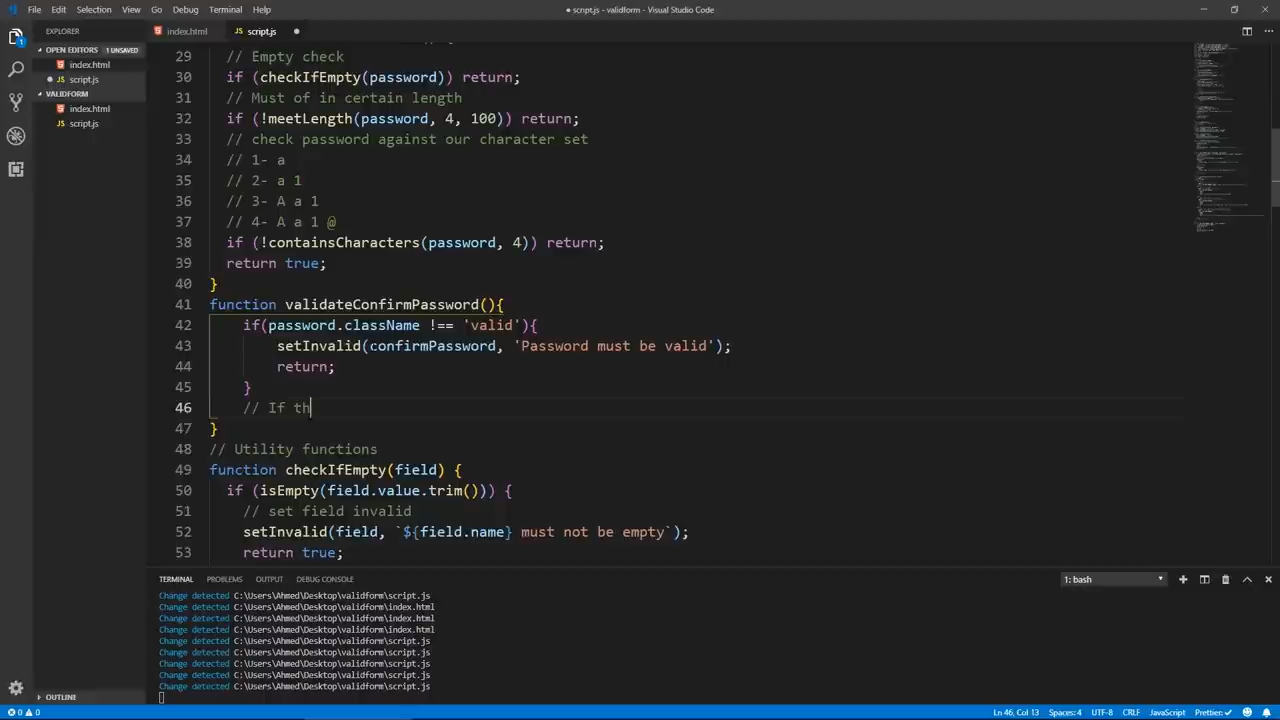 File Edit Selection View Go Debug Terminal Help
● script.js - validform - Visual Studio Code
EXPLORER
OPEN EDITORS 1 UNSAVED
index.html
script.js
VALIDFORM
index.html
script.js
OUTLINE
index.html script.js
29 // Empty check
30 if (checkIfEmpty(password)) return;
31 // Must of in certain length
32 if (!meetLength(password, 4, 100)) return;
33 // check password against our character set
34 // 1- a
35 // 2- a 1
36 // 3- A a 1
37 // 4- A a 1 @
38 if (!containsCharacters(password, 4)) return;
39 return true;
40 }
41 function validateConfirmPassword(){
42 if(password.className !== 'valid'){
43 setInvalid(confirmPassword, 'Password must be valid');
44 return;
45 }
46 // If th
47 }
48 // Utility functions
49 function checkIfEmpty(field) {
50 if (isEmpty(field.value.trim())) {
51 // set field invalid
52 setInvalid(field, `${field.name} must not be empty`);
53 return true;
TERMINAL PROBLEMS OUTPUT DEBUG CONSOLE 1: bash
Change detected C:\Users\Ahmed\Desktop\validform\script.js
Change detected C:\Users\Ahmed\Desktop\validform\index.html
Change detected C:\Users\Ahmed\Desktop\validform\index.html
Change detected C:\Users\Ahmed\Desktop\validform\index.html
Change detected C:\Users\Ahmed\Desktop\validform\script.js
Change detected C:\Users\Ahmed\Desktop\validform\script.js
Change detected C:\Users\Ahmed\Desktop\validform\script.js
Change detected C:\Users\Ahmed\Desktop\validform\script.js
Change detected C:\Users\Ahmed\Desktop\validform\script.js
0 0 Ln 46, Col 13 Spaces: 4 UTF-8 CRLF JavaScript Prettier: ✓